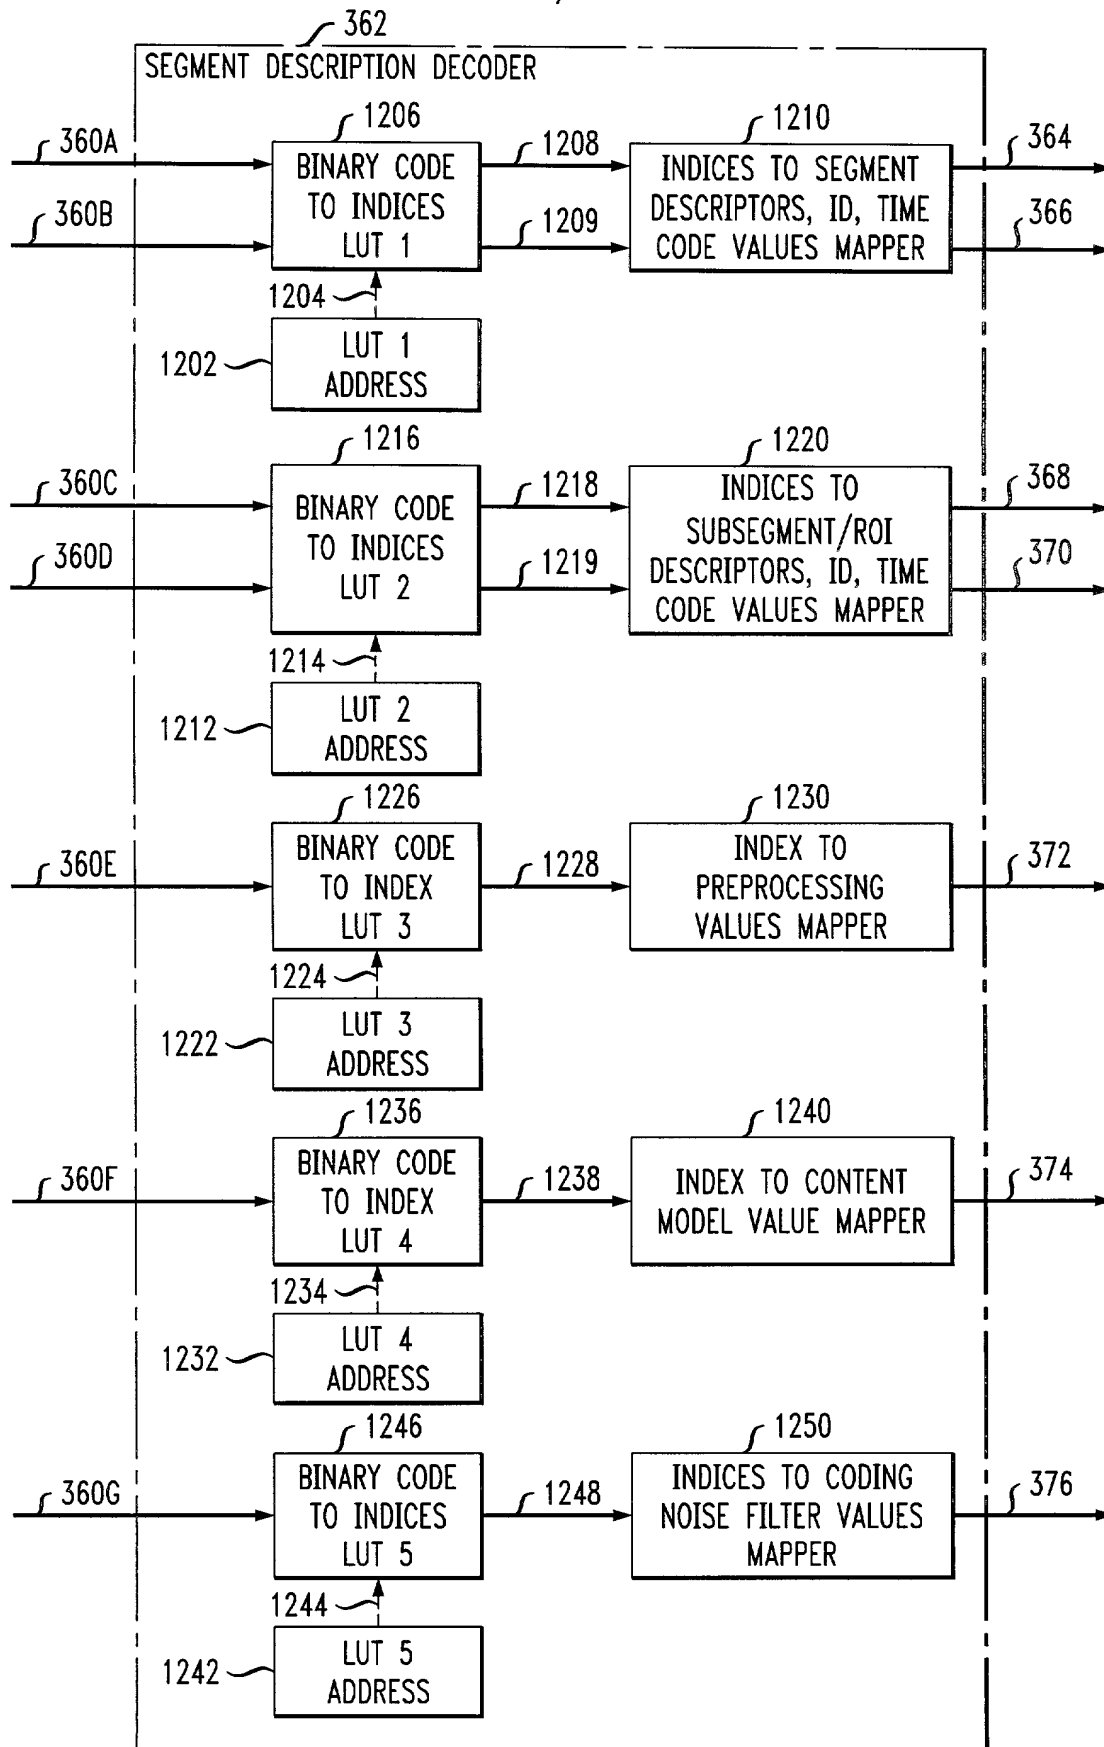 362
SEGMENT DESCRIPTION DECODER
360A
360B
1206
BINARY CODE
TO INDICES
LUT 1
1208
1209
1210
INDICES TO SEGMENT
DESCRIPTORS, ID, TIME
CODE VALUES MAPPER
364
366
1204
1202
LUT 1
ADDRESS
360C
360D
1216
BINARY CODE
TO INDICES
LUT 2
1218
1219
1220
INDICES TO
SUBSEGMENT/ROI
DESCRIPTORS, ID, TIME
CODE VALUES MAPPER
368
370
1214
1212
LUT 2
ADDRESS
360E
1226
BINARY CODE
TO INDEX
LUT 3
1228
1230
INDEX TO
PREPROCESSING
VALUES MAPPER
372
1224
1222
LUT 3
ADDRESS
360F
1236
BINARY CODE
TO INDEX
LUT 4
1238
1240
INDEX TO CONTENT
MODEL VALUE MAPPER
374
1234
1232
LUT 4
ADDRESS
360G
1246
BINARY CODE
TO INDICES
LUT 5
1248
1250
INDICES TO CODING
NOISE FILTER VALUES
MAPPER
376
1244
1242
LUT 5
ADDRESS